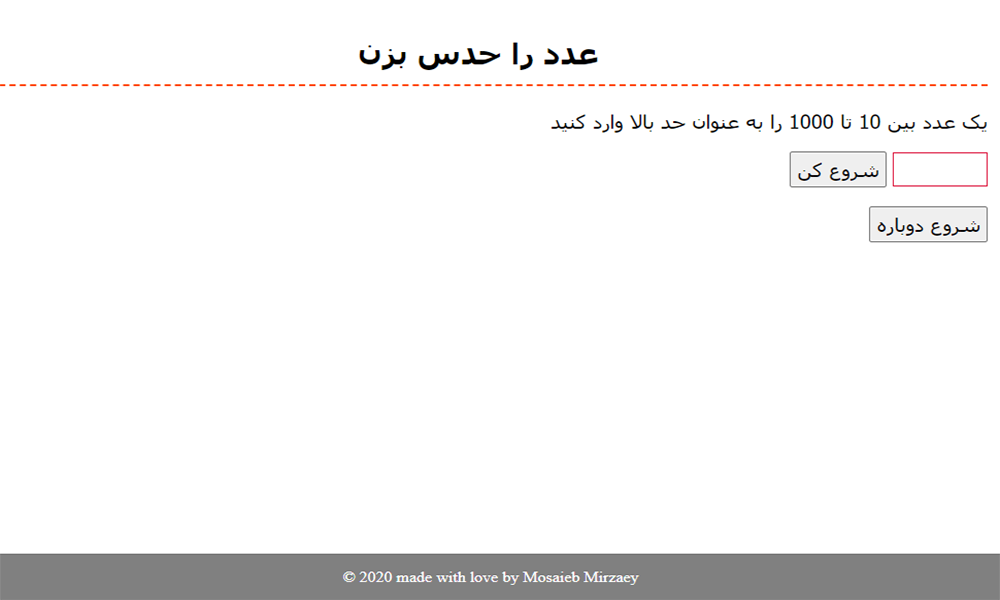 عدد را حدس بزن
یک عدد بین 10 تا 1000 را به عنوان حد بالا وارد کنید
شروع کن
شروع دوباره
© 2020 made with love by Mosaieb Mirzaey